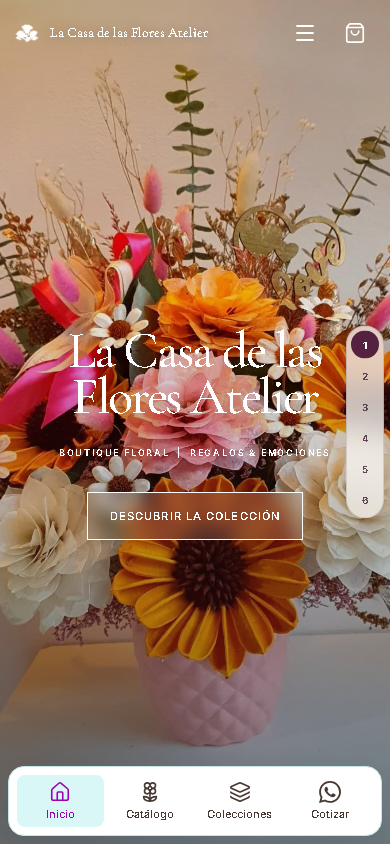 La Casa de las Flores Atelier
La Casa de las
Flores Atelier
BOUTIQUE FLORAL | REGALOS & EMOCIONES
DESCUBRIR LA COLECCIÓN
1
2
3
4
5
6
Inicio
Catálogo
Colecciones
Cotizar